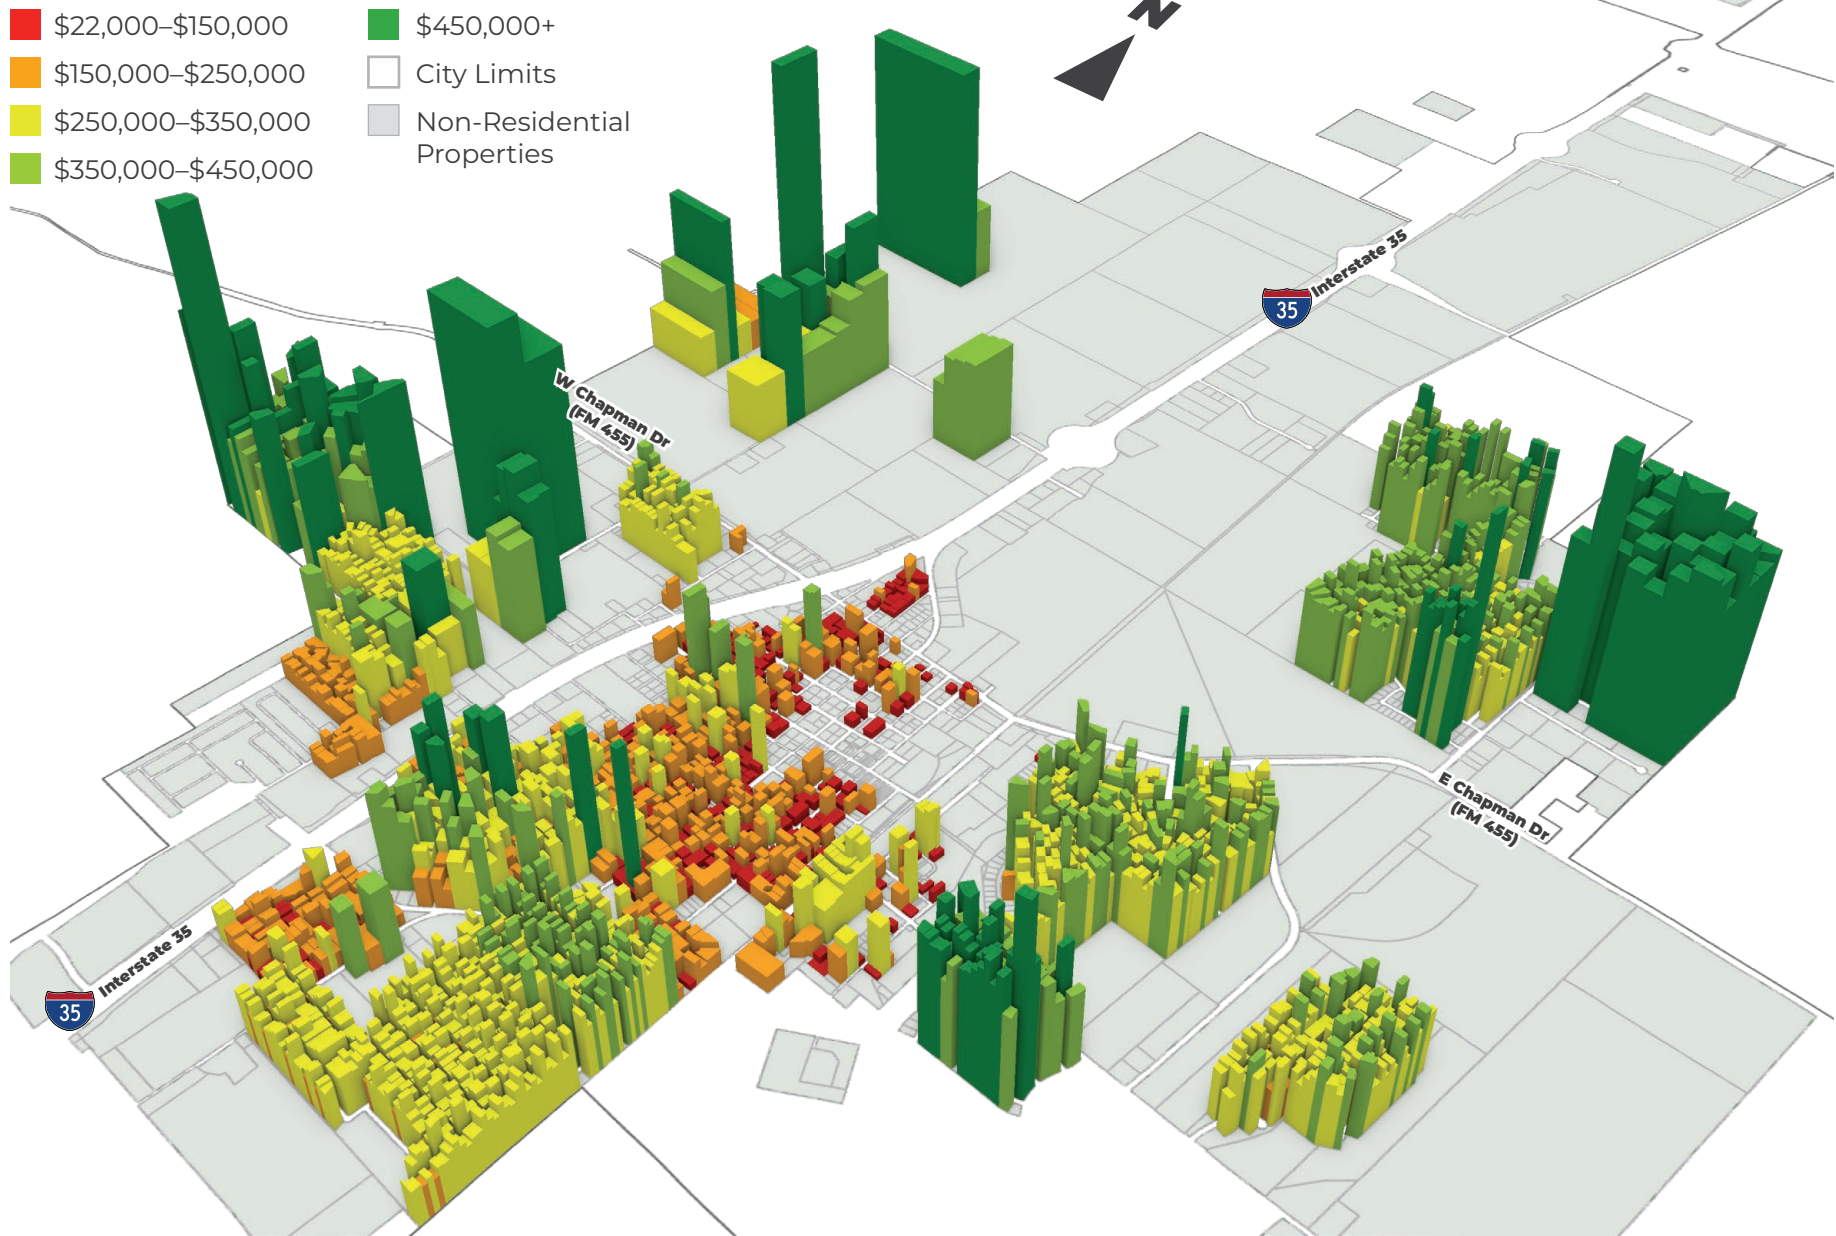 $22,000–$150,000
$150,000–$250,000
$250,000–$350,000
$350,000–$450,000
$450,000+
City Limits
Non-Residential
Properties
N
Interstate 35
35
W Chapman Dr
(FM 455)
E Chapman Dr
(FM 455)
Interstate 35
35